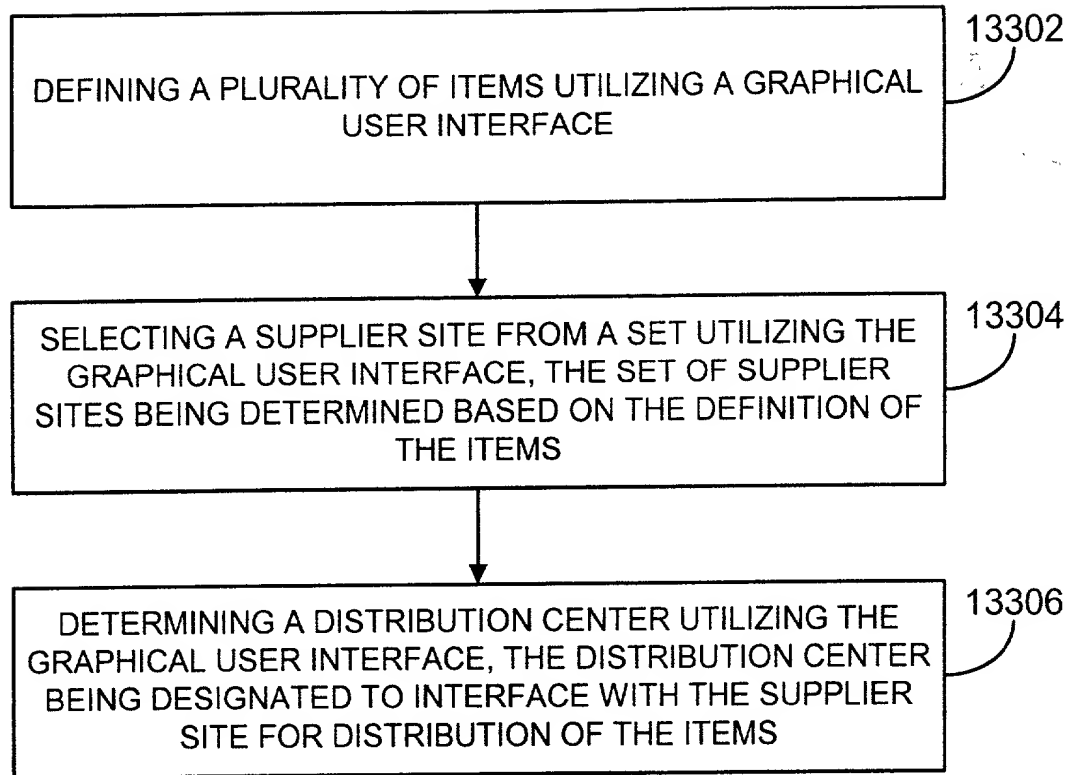 13302
DEFINING A PLURALITY OF ITEMS UTILIZING A GRAPHICAL
USER INTERFACE
13304
SELECTING A SUPPLIER SITE FROM A SET UTILIZING THE
GRAPHICAL USER INTERFACE, THE SET OF SUPPLIER
SITES BEING DETERMINED BASED ON THE DEFINITION OF
THE ITEMS
13306
DETERMINING A DISTRIBUTION CENTER UTILIZING THE
GRAPHICAL USER INTERFACE, THE DISTRIBUTION CENTER
BEING DESIGNATED TO INTERFACE WITH THE SUPPLIER
SITE FOR DISTRIBUTION OF THE ITEMS